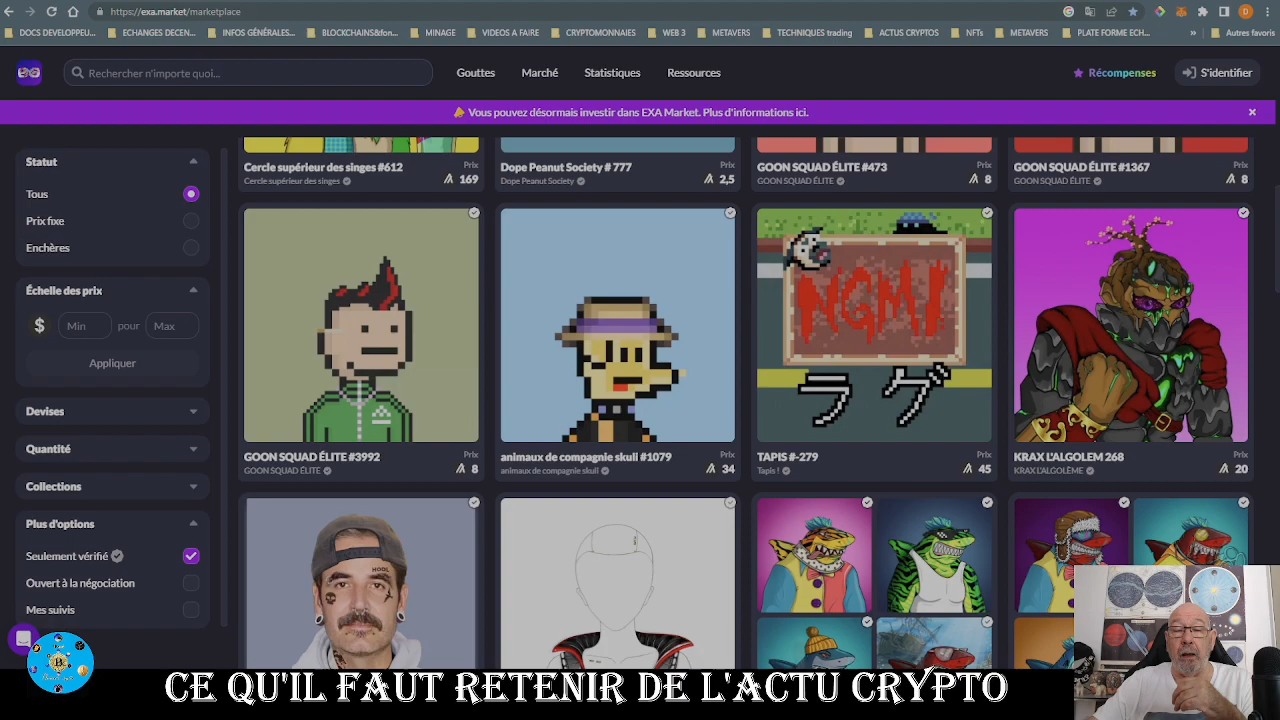 https://exa.market/marketplace
DOCS DEVELOPPEU...
ECHANGES DECEN...
INFOS GÉNÉRALES...
BLOCKCHAINS&fon...
MINAGE
VIDEOS A FAIRE
CRYPTOMONNAIES
WEB 3
METAVERS
TECHNIQUES trading
ACTUS CRYPTOS
NFTs
METAVERS
PLATE FORME ECH...
»
Autres favoris
Rechercher n'importe quoi...
Gouttes
Marché
Statistiques
Ressources
Récompenses
S'identifier
Vous pouvez désormais investir dans EXA Market. Plus d'informations ici.
Statut
Tous
Prix fixe
Enchères
Échelle des prix
$ Min pour Max
Appliquer
Devises
Quantité
Collections
Plus d'options
Seulement vérifié
Ouvert à la négociation
Mes suivis
Cercle supérieur des singes #612 Prix
Cercle supérieur des singes 169
Dope Peanut Society # 777 Prix
Dope Peanut Society 2,5
GOON SQUAD ÉLITE #473 Prix
GOON SQUAD ÉLITE 8
GOON SQUAD ÉLITE #1367 Prix
GOON SQUAD ÉLITE 8
NGMI
ラグ
GOON SQUAD ÉLITE #3992 Prix
GOON SQUAD ÉLITE 8
animaux de compagnie skull #1079 Prix
animaux de compagnie skull 34
TAPIS #-279 Prix
Tapis ! 45
KRAX L'ALGOLEM 268 Prix
KRAX L'ALGOLÈME 20
HODL
CE QU'IL FAUT RETENIR DE L'ACTU CRYPTO